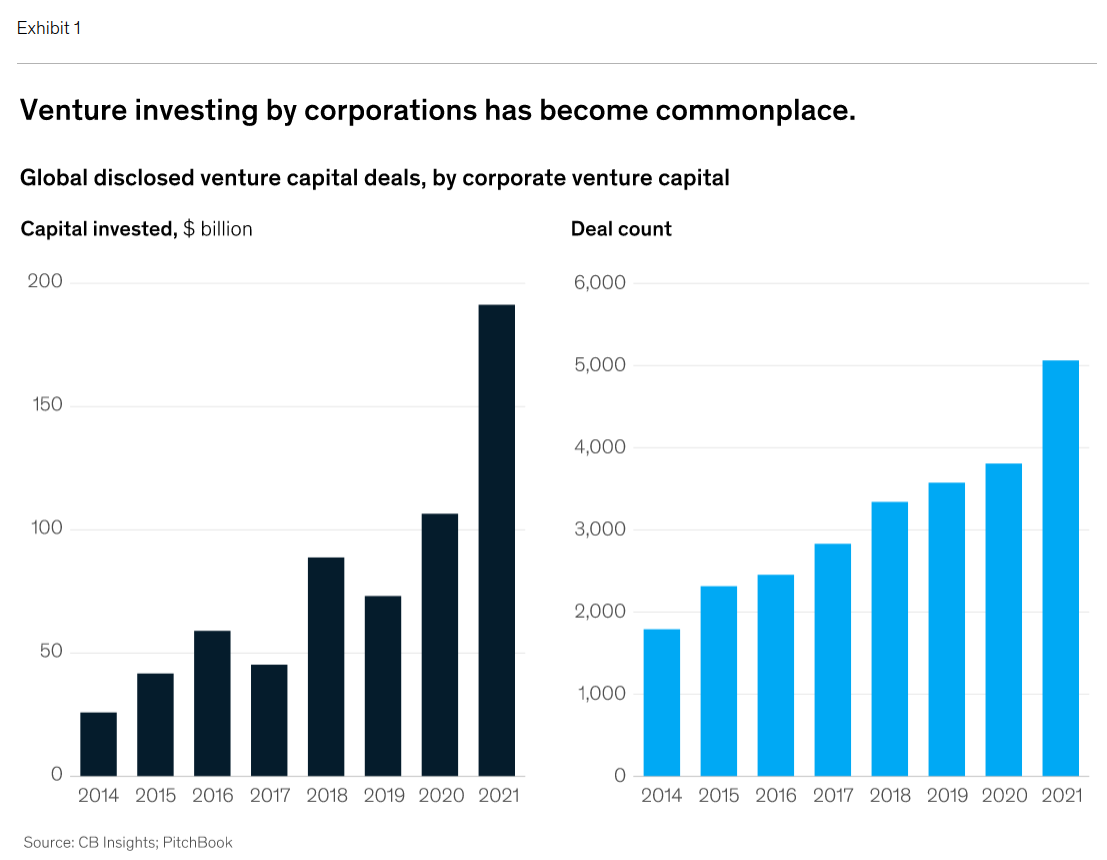 Exhibit 1
Venture investing by corporations has become commonplace.
Global disclosed venture capital deals, by corporate venture capital
Capital invested, $ billion
200
150
100
50
0
2014 2015 2016 2017 2018 2019 2020 2021
Deal count
6,000
5,000
4,000
3,000
2,000
1,000
0
2014 2015 2016 2017 2018 2019 2020 2021
Source: CB Insights; PitchBook